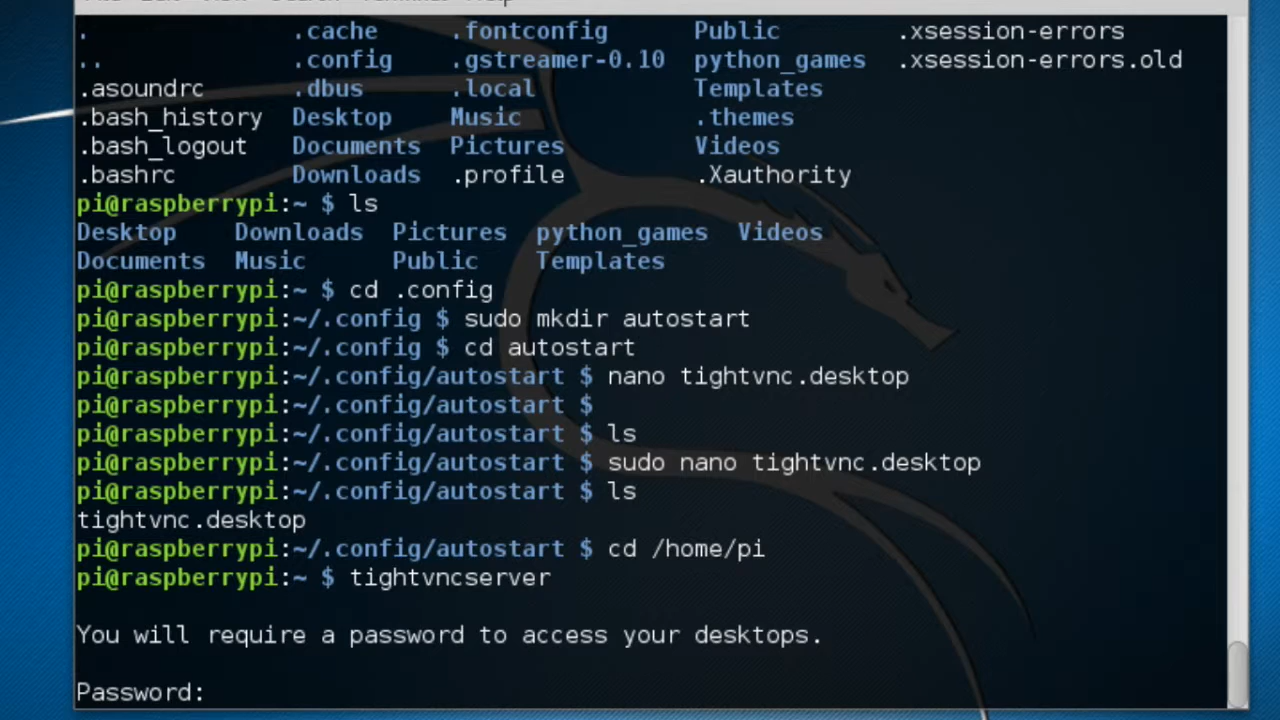 .              .cache      .fontconfig      Public        .xsession-errors
..             .config     .gstreamer-0.10  python_games  .xsession-errors.old
.asoundrc      .dbus       .local           Templates
.bash_history  Desktop     Music            .themes
.bash_logout   Documents   Pictures         Videos
.bashrc        Downloads   .profile         .Xauthority
pi@raspberrypi:~ $ ls
Desktop    Downloads  Pictures  python_games  Videos
Documents  Music      Public    Templates
pi@raspberrypi:~ $ cd .config
pi@raspberrypi:~/.config $ sudo mkdir autostart
pi@raspberrypi:~/.config $ cd autostart
pi@raspberrypi:~/.config/autostart $ nano tightvnc.desktop
pi@raspberrypi:~/.config/autostart $
pi@raspberrypi:~/.config/autostart $ ls
pi@raspberrypi:~/.config/autostart $ sudo nano tightvnc.desktop
pi@raspberrypi:~/.config/autostart $ ls
tightvnc.desktop
pi@raspberrypi:~/.config/autostart $ cd /home/pi
pi@raspberrypi:~ $ tightvncserver
You will require a password to access your desktops.
Password: